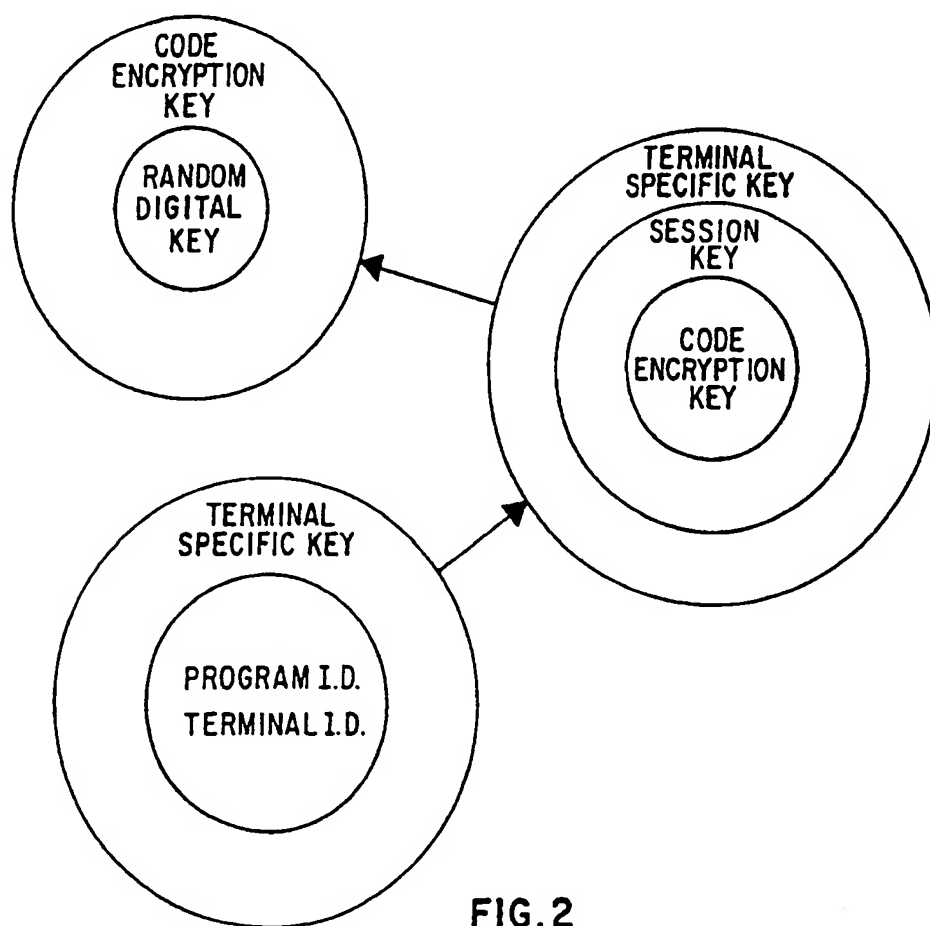 CODE
ENCRYPTION
KEY
RANDOM
DIGITAL
KEY
TERMINAL
SPECIFIC KEY
SESSION
KEY
CODE
ENCRYPTION
KEY
TERMINAL
SPECIFIC KEY
PROGRAM I.D.
TERMINAL I.D.
FIG.2